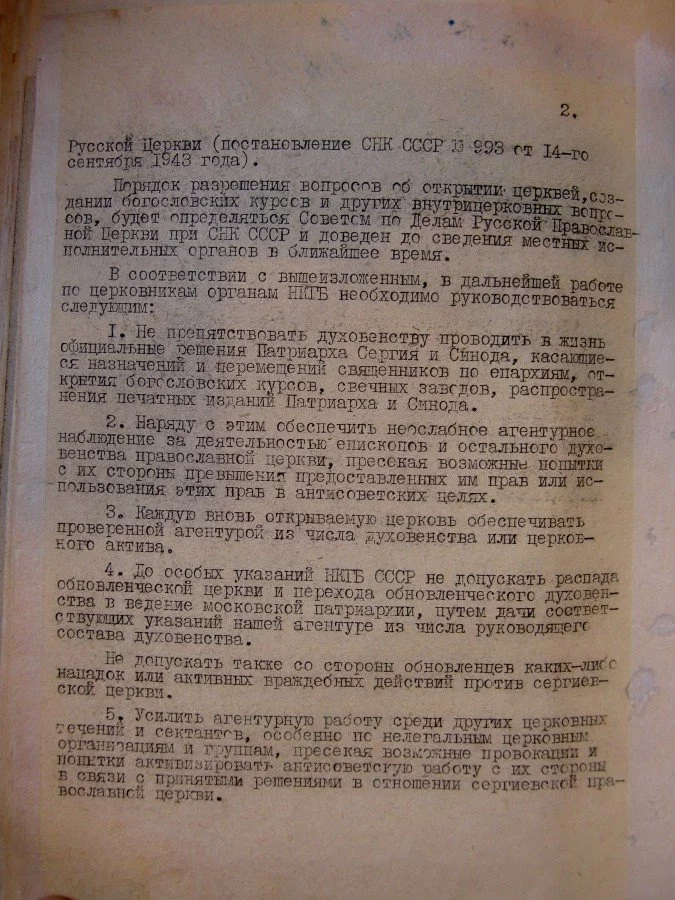 2.
Русской Церкви (постановление СНК СССР № 993 от 14-го
сентября 1943 года).
Порядок разрешения вопросов об открытии церквей, соз-
дании богословских курсов и других внутрицерковных вопро-
сов, будет определяться Советом по Делам Русской Православ-
ной Церкви при СНК СССР и доведен до сведения местных ис-
полнительных органов в ближайшее время.
В соответствии с вышеизложенным, в дальнейшей работе
по церковникам органам НКГБ необходимо руководствоваться
следующим:
1. Не препятствовать духовенству проводить в жизнь
официальные решения Патриарха Сергия и Синода, касающие-
ся назначений и перемещений священников по епархиям, от-
крытия богословских курсов, свечных заводов, распростра-
нения печатных изданий Патриарха и Синода.
2. Наряду с этим обеспечить неослабное агентурное
наблюдение за деятельностью епископов и остального духо-
венства православной церкви, пресекая возможные попытки
с их стороны превышения предоставленных им прав или ис-
пользования этих прав в антисоветских целях.
3. Каждую вновь открываемую церковь обеспечивать
проверенной агентурой из числа духовенства или церков-
ного актива.
4. До особых указаний НКГБ СССР не допускать распада
обновленческой церкви и перехода обновленческого духовен-
ства в ведение московской патриархии, путем дачи соответ-
ствующих указаний нашей агентуре из числа руководящего
состава духовенства.
Не допускать также со стороны обновленцев каких-либо
нападок или активных враждебных действий против сергиев-
ской церкви.
5. Усилить агентурную работу среди других церковных
течений и сектантов, особенно по нелегальным церковным
организациям и группам, пресекая возможные провокации и
попытки активизировать антисоветскую работу с их стороны
в связи с принятыми решениями в отношении сергиевской пра-
вославной церкви.